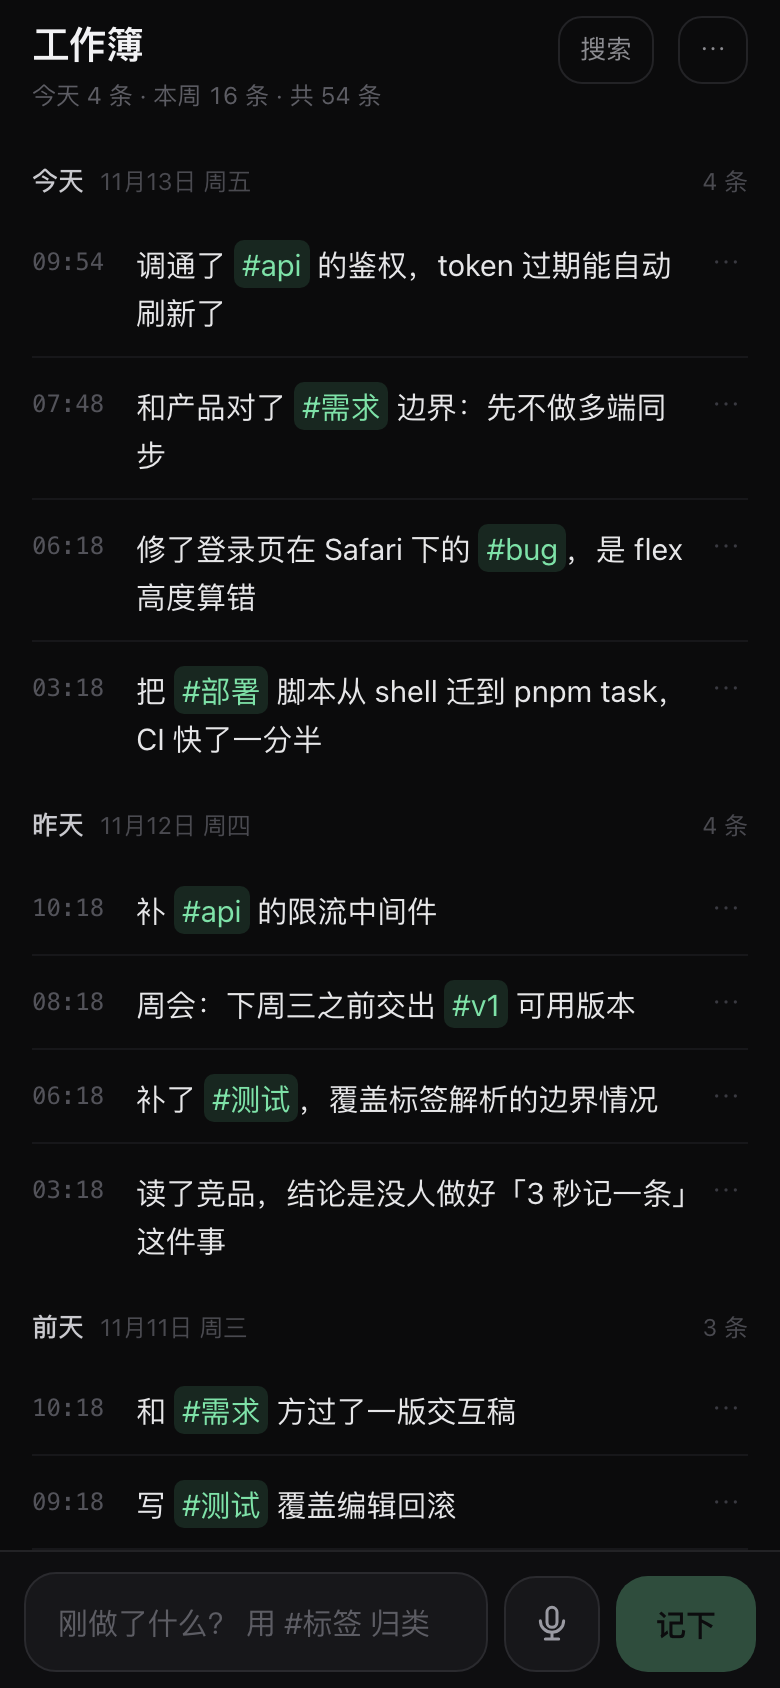 工作簿
搜索
···
今天 4 条 · 本周 16 条 · 共 54 条
今天 11月13日 周五 4 条
09:54 调通了 #api 的鉴权，token 过期能自动 ···
刷新了
07:48 和产品对了 #需求 边界：先不做多端同 ···
步
06:18 修了登录页在 Safari 下的 #bug，是 flex ···
高度算错
03:18 把 #部署 脚本从 shell 迁到 pnpm task， ···
CI 快了一分半
昨天 11月12日 周四 4 条
10:18 补 #api 的限流中间件 ···
08:18 周会：下周三之前交出 #v1 可用版本 ···
06:18 补了 #测试，覆盖标签解析的边界情况 ···
03:18 读了竞品，结论是没人做好「3 秒记一条」 ···
这件事
前天 11月11日 周三 3 条
10:18 和 #需求 方过了一版交互稿 ···
09:18 写 #测试 覆盖编辑回滚 ···
刚做了什么？ 用 #标签 归类
记下